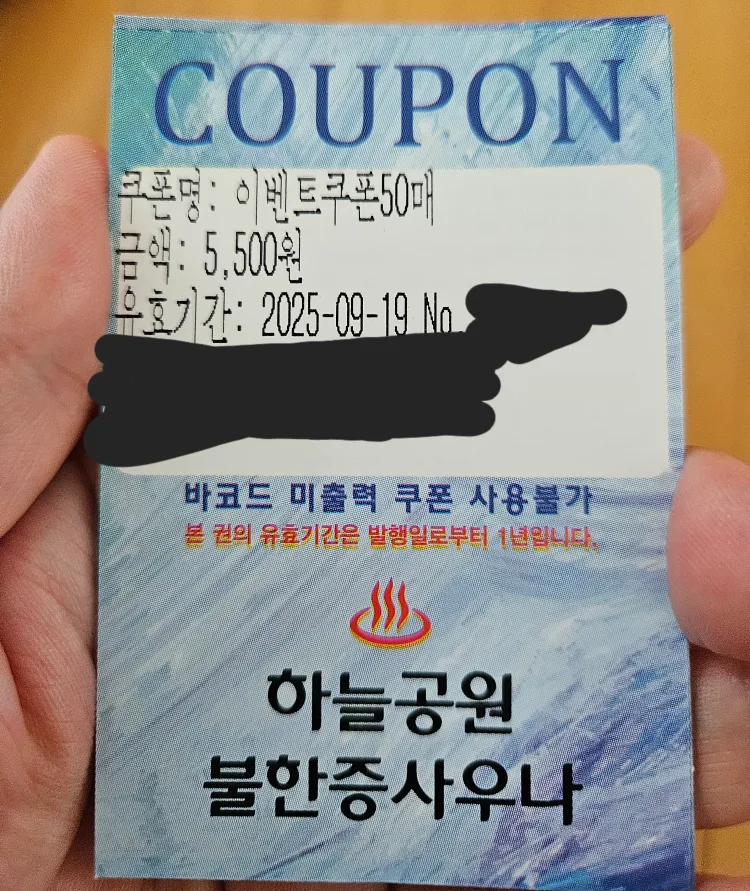 COUPON
쿠폰명: 이벤트쿠폰50매
금액: 5,500원
유효기간: 2025-09-19 No
바코드 미출력 쿠폰 사용불가
본 권의 유효기간은 발행일로부터 1년입니다.
하늘공원
불한증사우나